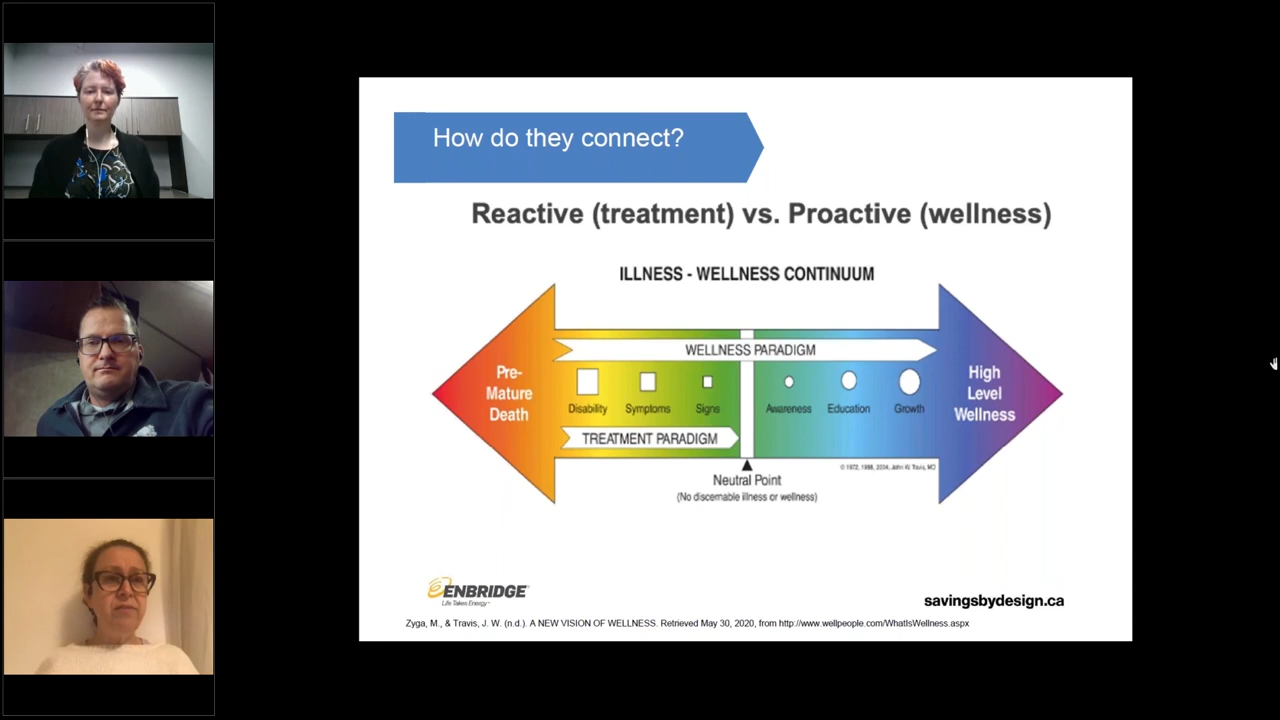 How do they connect?
Reactive (treatment) vs. Proactive (wellness)
ILLNESS - WELLNESS CONTINUUM
WELLNESS PARADIGM
Pre-
Mature
Death
Disability
Symptoms
Signs
Awareness
Education
Growth
High
Level
Wellness
TREATMENT PARADIGM
© 1972, 1988, 2004, John W. Travis, MD
Neutral Point
(No discernable illness or wellness)
ENBRIDGE
Life Takes Energy™
savingsbydesign.ca
Zyga, M., & Travis, J. W. (n.d.). A NEW VISION OF WELLNESS. Retrieved May 30, 2020, from http://www.wellpeople.com/WhatIsWellness.aspx